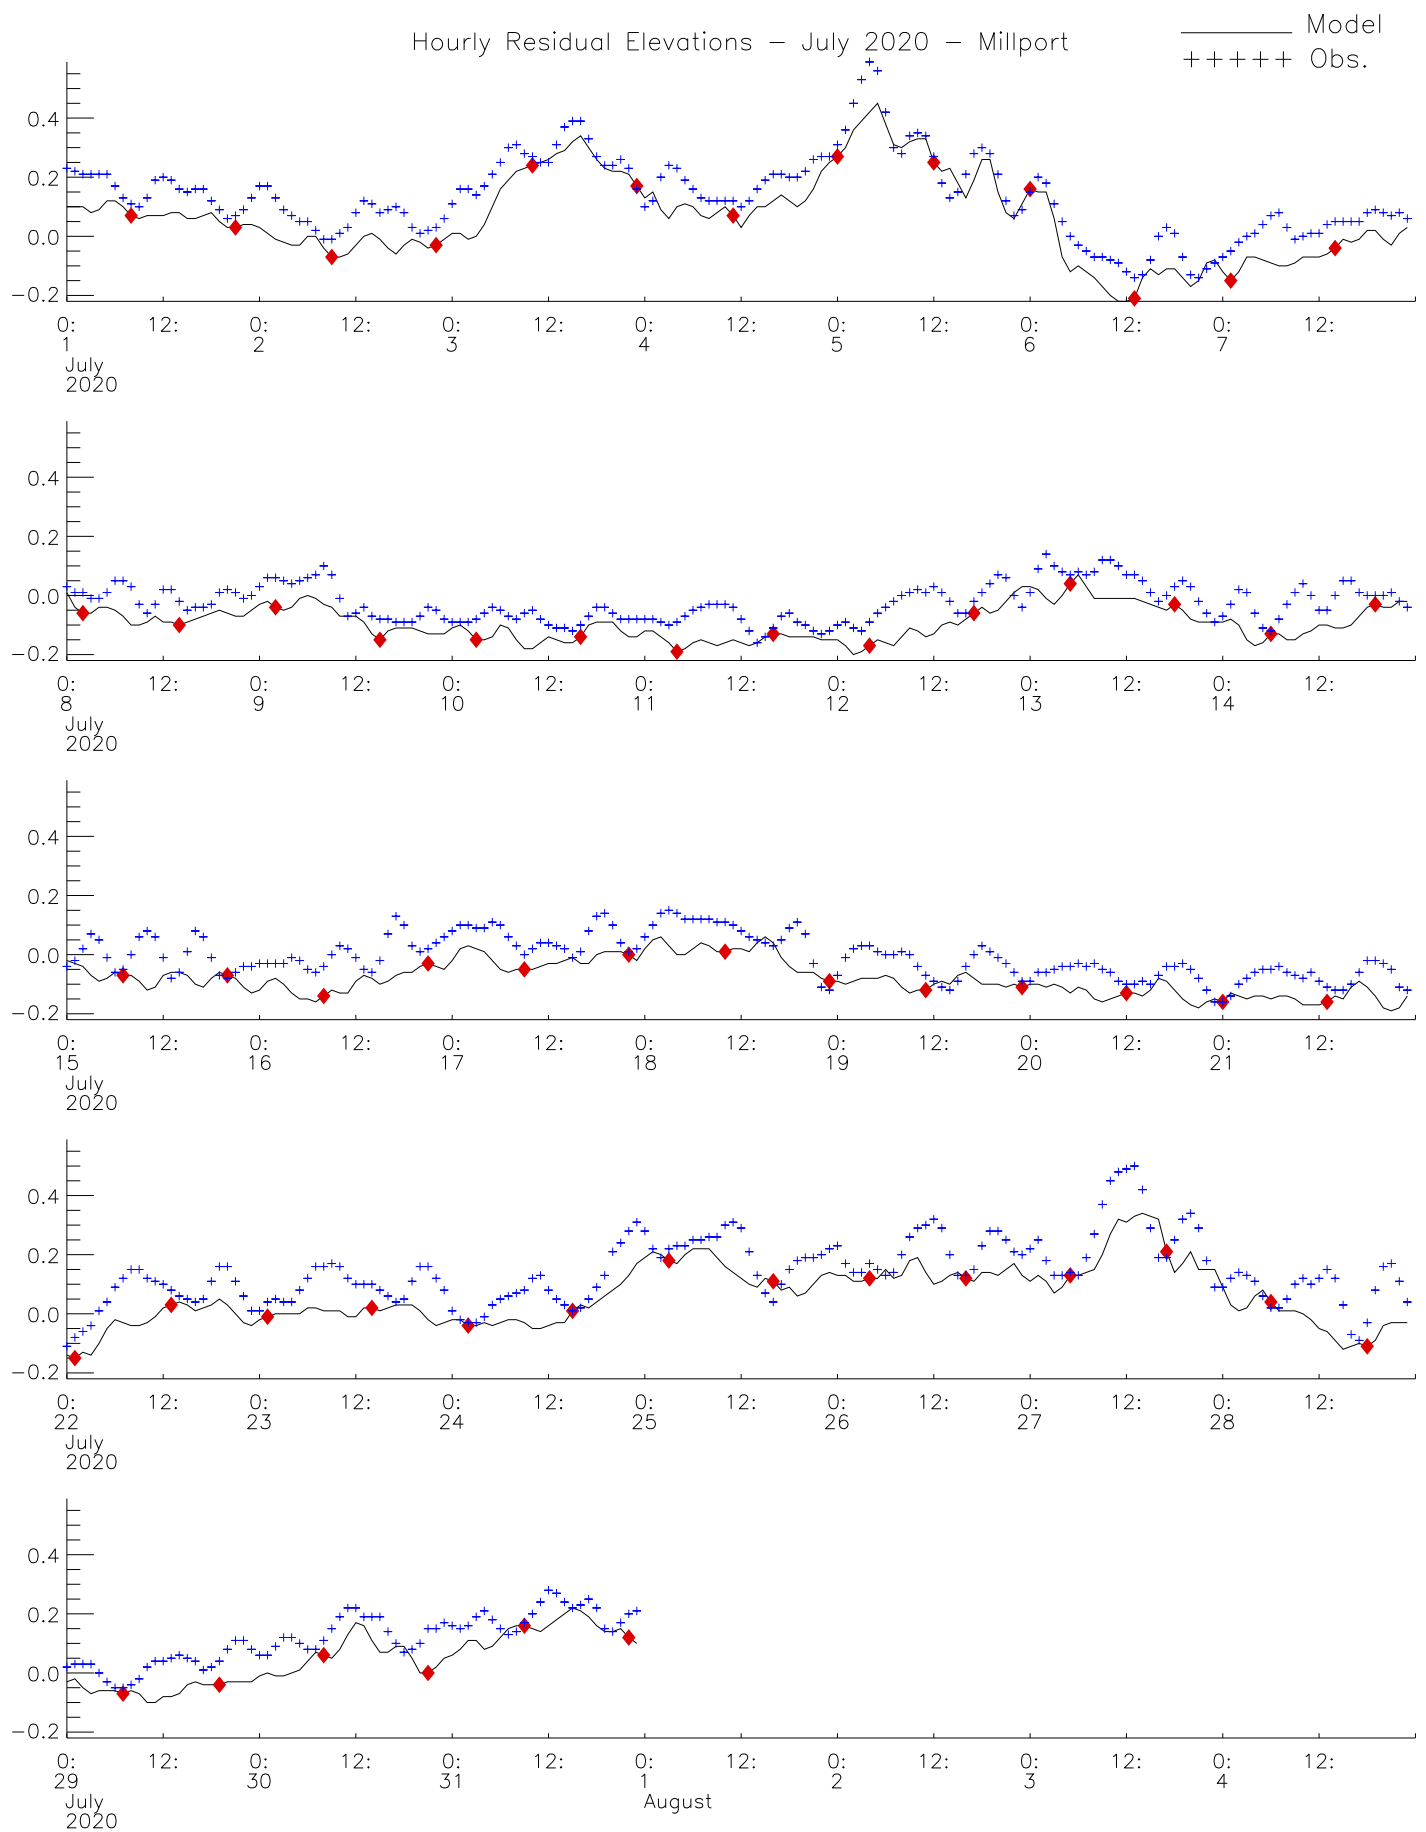 Hourly Residual Elevations – July 2020 – Millport
Model
+++++ Obs.
0.4
0.2
0.0
−0.2
0: 12: 0: 12: 0: 12: 0: 12: 0: 12: 0: 12: 0: 12:
1 2 3 4 5 6 7
July
2020
0.4
0.2
0.0
−0.2
0: 12: 0: 12: 0: 12: 0: 12: 0: 12: 0: 12: 0: 12:
8 9 10 11 12 13 14
July
2020
0.4
0.2
0.0
−0.2
0: 12: 0: 12: 0: 12: 0: 12: 0: 12: 0: 12: 0: 12:
15 16 17 18 19 20 21
July
2020
0.4
0.2
0.0
−0.2
0: 12: 0: 12: 0: 12: 0: 12: 0: 12: 0: 12: 0: 12:
22 23 24 25 26 27 28
July
2020
0.4
0.2
0.0
−0.2
0: 12: 0: 12: 0: 12: 0: 12: 0: 12: 0: 12: 0: 12:
29 30 31 1 2 3 4
July August
2020